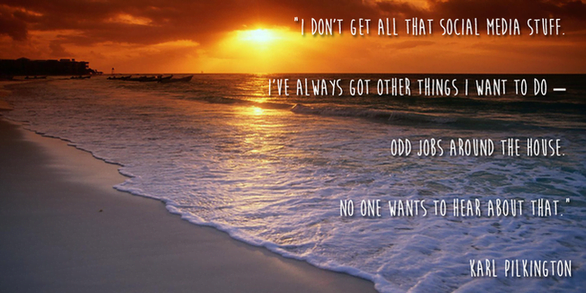 "I DON'T GET ALL THAT SOCIAL MEDIA STUFF.
I'VE ALWAYS GOT OTHER THINGS I WANT TO DO –
ODD JOBS AROUND THE HOUSE.
NO ONE WANTS TO HEAR ABOUT THAT."
KARL PILKINGTON